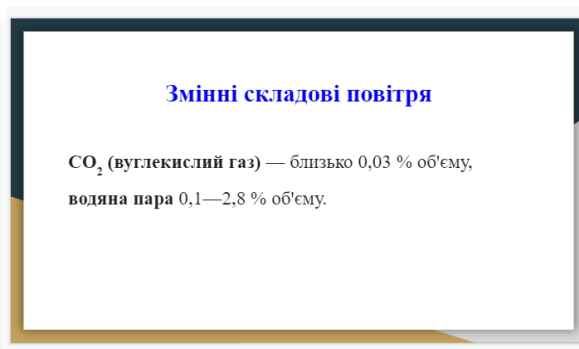 Змінні складові повітря
CO₂ (вуглекислий газ) — близько 0,03 % об'єму,
водяна пара 0,1—2,8 % об'єму.